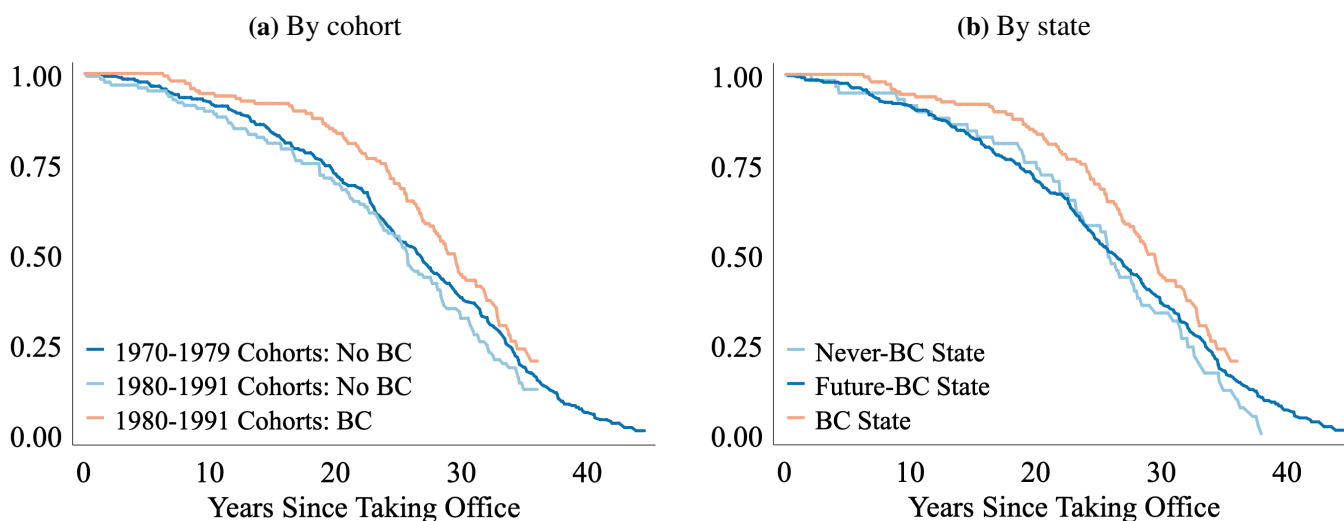 (a) By cohort
1.00
0.75
0.50
0.25
0.00
1970-1979 Cohorts: No BC
1980-1991 Cohorts: No BC
1980-1991 Cohorts: BC
0 10 20 30 40
Years Since Taking Office
(b) By state
1.00
0.75
0.50
0.25
0.00
Never-BC State
Future-BC State
BC State
0 10 20 30 40
Years Since Taking Office